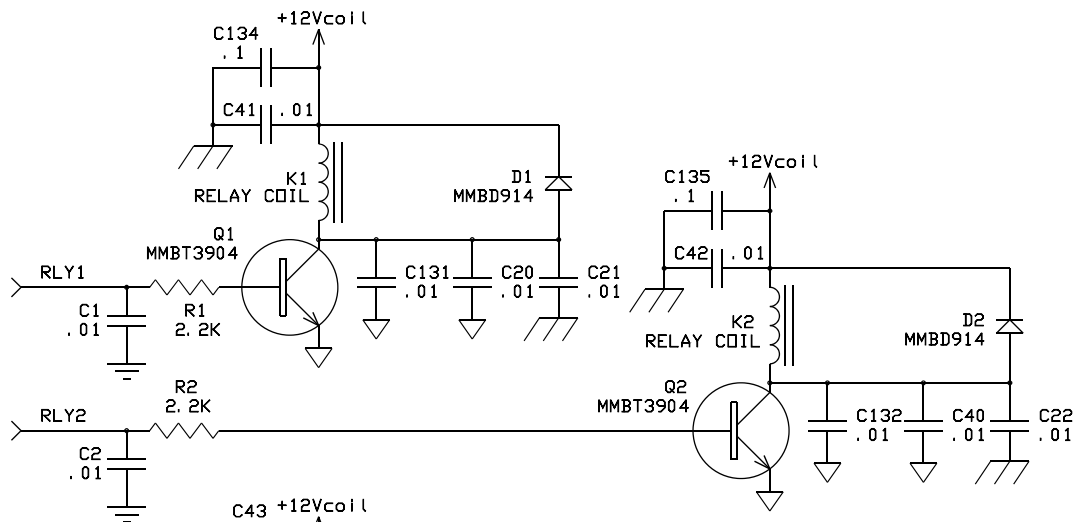 +12Vcoil
C134
.1
C41 .01
K1
RELAY COIL
D1
MMBD914
+12Vcoil
C135
.1
C42 .01
Q1
MMBT3904
RLY1
C1
.01
R1
2.2K
C131
.01
C20
.01
C21
.01
K2
RELAY COIL
D2
MMBD914
R2
2.2K
Q2
MMBT3904
RLY2
C2
.01
C132
.01
C40
.01
C22
.01
C43 +12Vcoil